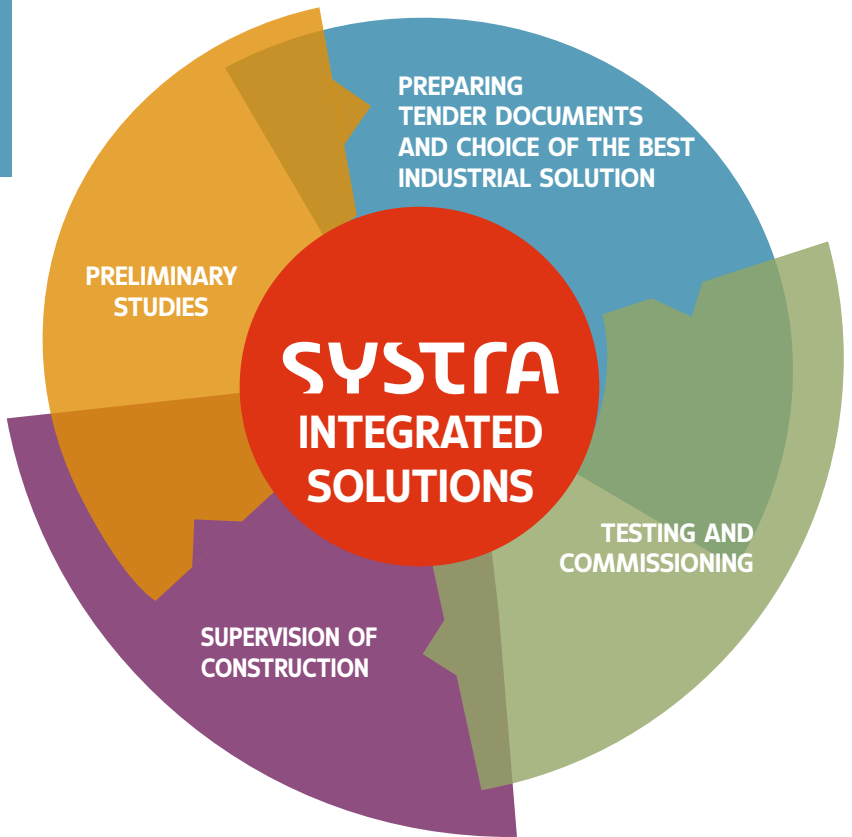 PREPARING
TENDER DOCUMENTS
AND CHOICE OF THE BEST
INDUSTRIAL SOLUTION
PRELIMINARY
STUDIES
SYSTRA
INTEGRATED
SOLUTIONS
TESTING AND
COMMISSIONING
SUPERVISION OF
CONSTRUCTION